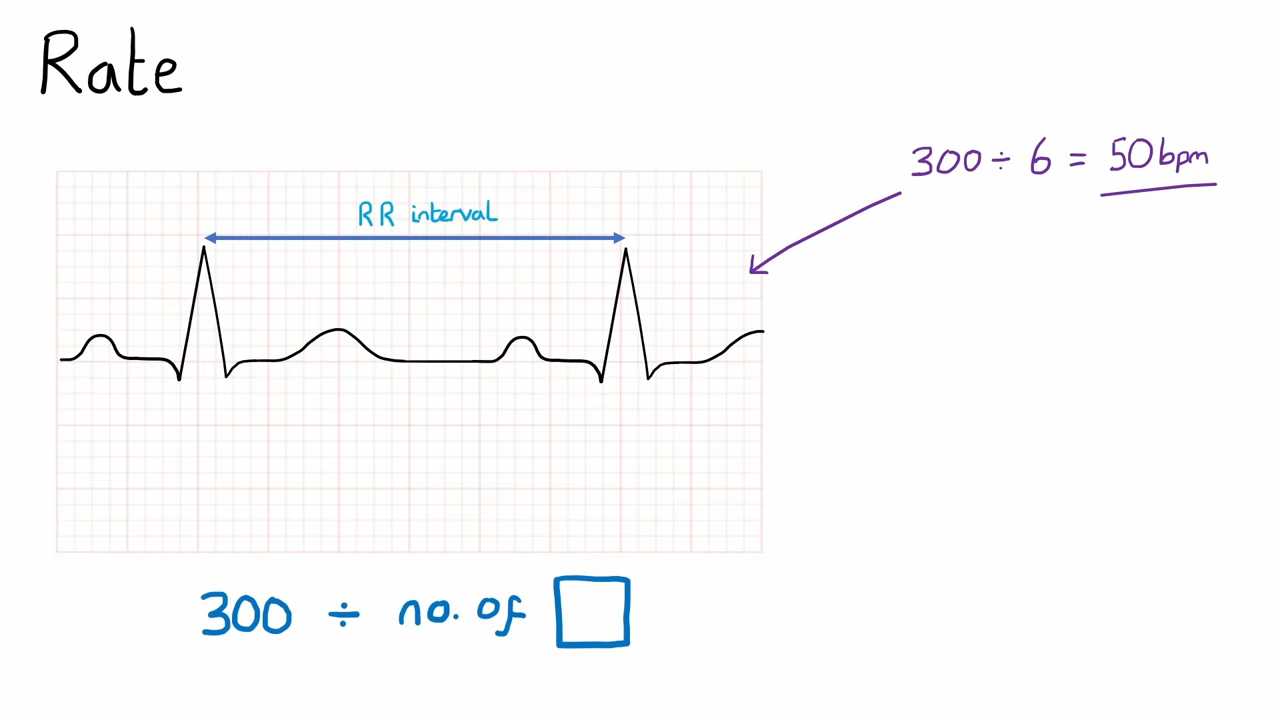 Rate
300 ÷ 6 = 50bpm
RR interval
300 ÷ no. of